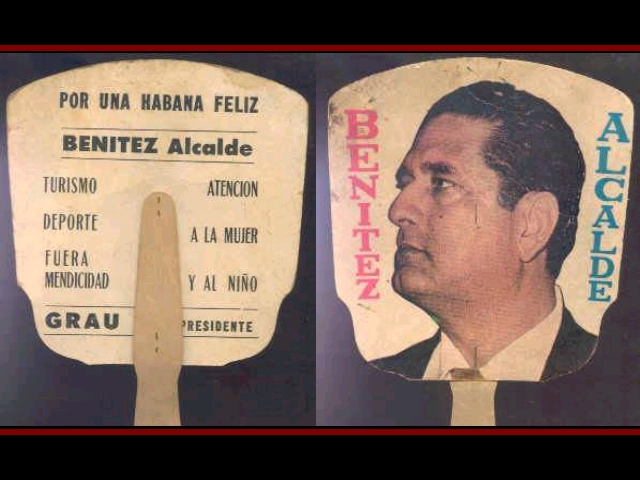 POR UNA HABANA FELIZ
BENITEZ Alcalde
TURISMO
DEPORTE
FUERA
MENDICIDAD
ATENCION
A LA MUJER
Y AL NIÑO
GRAU PRESIDENTE
BENITEZ
ALCALDE